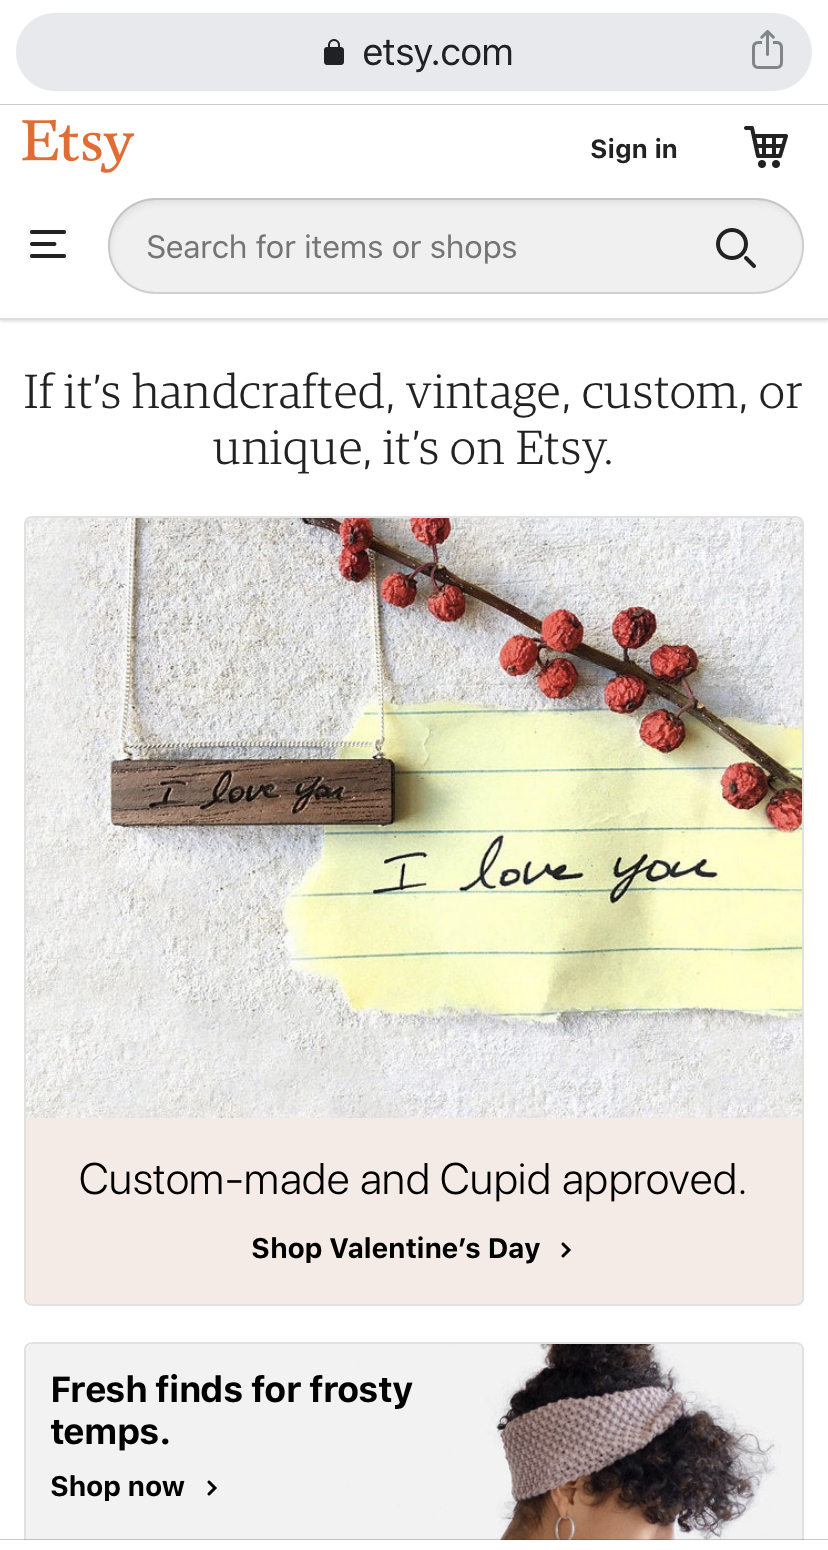 etsy.com
Etsy
Sign in
Search for items or shops
If it’s handcrafted, vintage, custom, or
unique, it’s on Etsy.
I love you
I love you
Custom-made and Cupid approved.
Shop Valentine’s Day >
Fresh finds for frosty
temps.
Shop now >